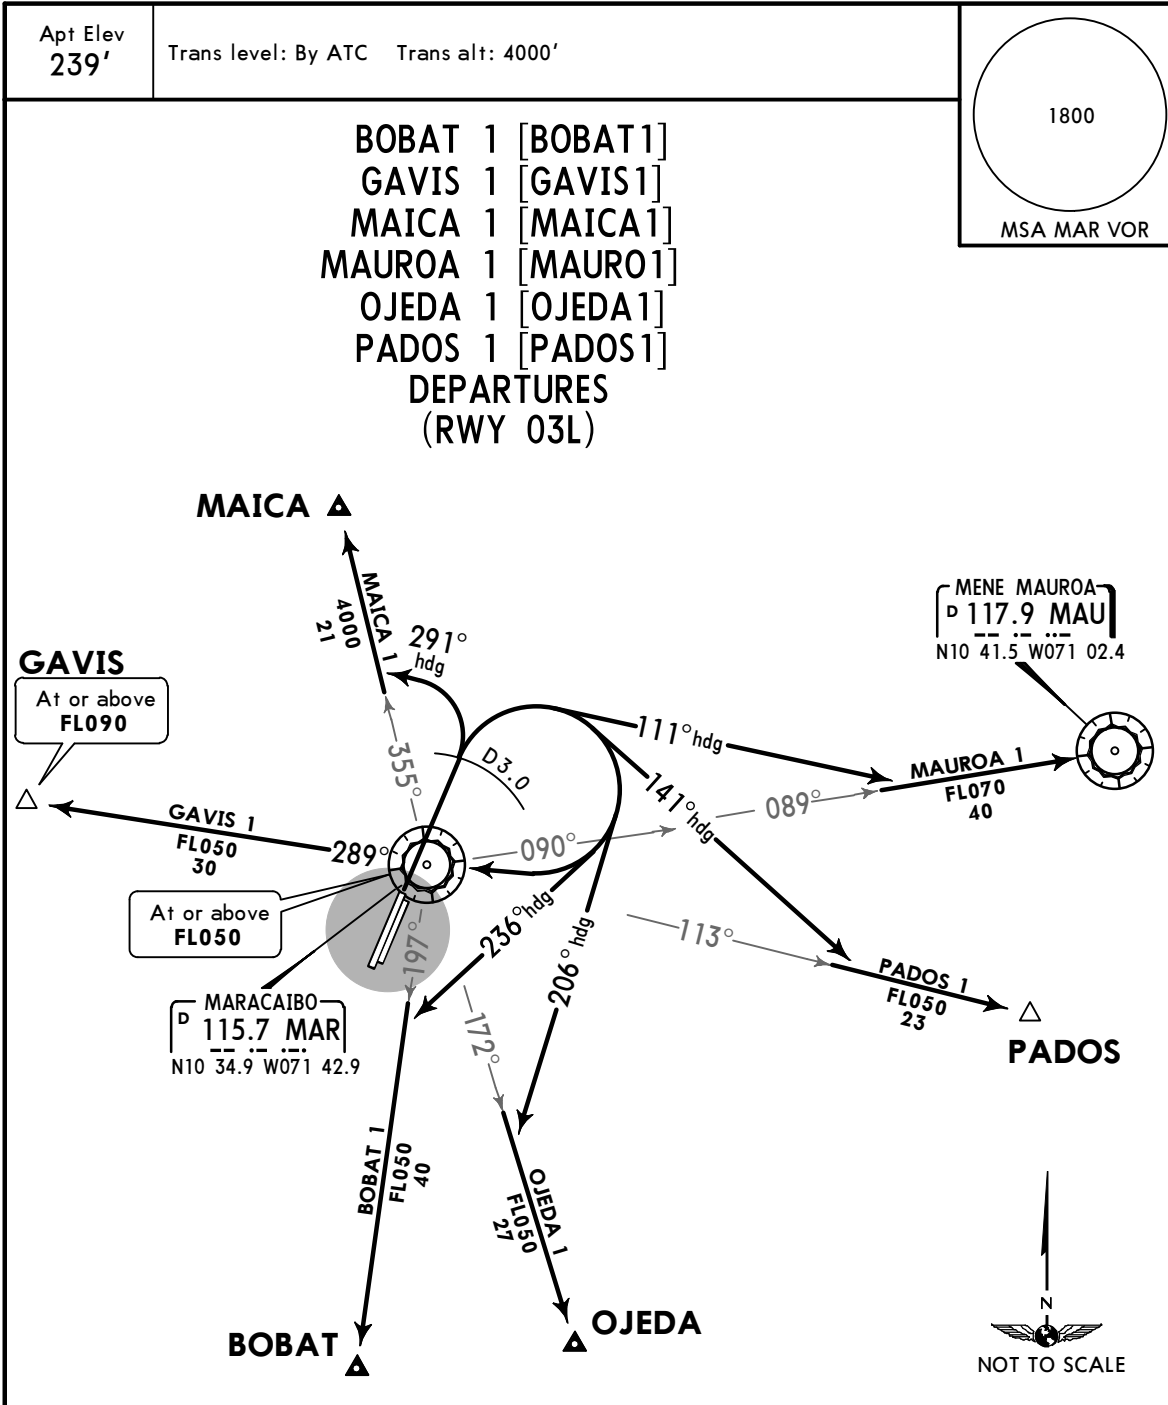 Apt Elev
239'
Trans level: By ATC Trans alt: 4000'
1800
MSA MAR VOR
BOBAT 1 [BOBAT1]
GAVIS 1 [GAVIS1]
MAICA 1 [MAICA1]
MAUROA 1 [MAURO1]
OJEDA 1 [OJEDA1]
PADOS 1 [PADOS1]
DEPARTURES
(RWY 03L)
MAICA
MAICA 1
4000
21
291°
hdg
355°
D3.0
GAVIS
At or above
FL090
GAVIS 1
FL050
30
289°
At or above
FL050
MARACAIBO
D 115.7 MAR
N10 34.9 W071 42.9
MENE MAUROA
D 117.9 MAU
N10 41.5 W071 02.4
111° hdg
MAUROA 1
FL070
40
089°
090°
141° hdg
113°
PADOS 1
FL050
23
PADOS
236° hdg
206° hdg
197°
172°
BOBAT 1
FL050
40
BOBAT
OJEDA 1
FL050
27
OJEDA
N
NOT TO SCALE